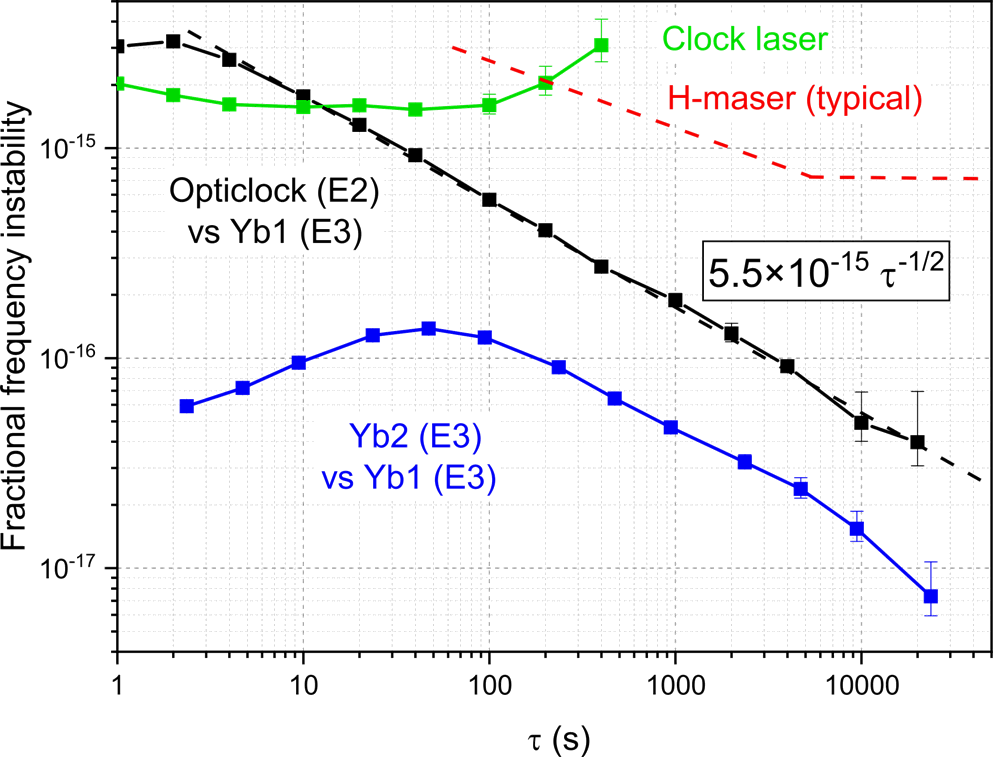 Fractional frequency instability
10⁻¹⁵
10⁻¹⁶
10⁻¹⁷
Clock laser
H-maser (typical)
Opticlock (E2)
vs Yb1 (E3)
5.5×10⁻¹⁵ τ⁻¹/²
Yb2 (E3)
vs Yb1 (E3)
1 10 100 1000 10000
τ (s)